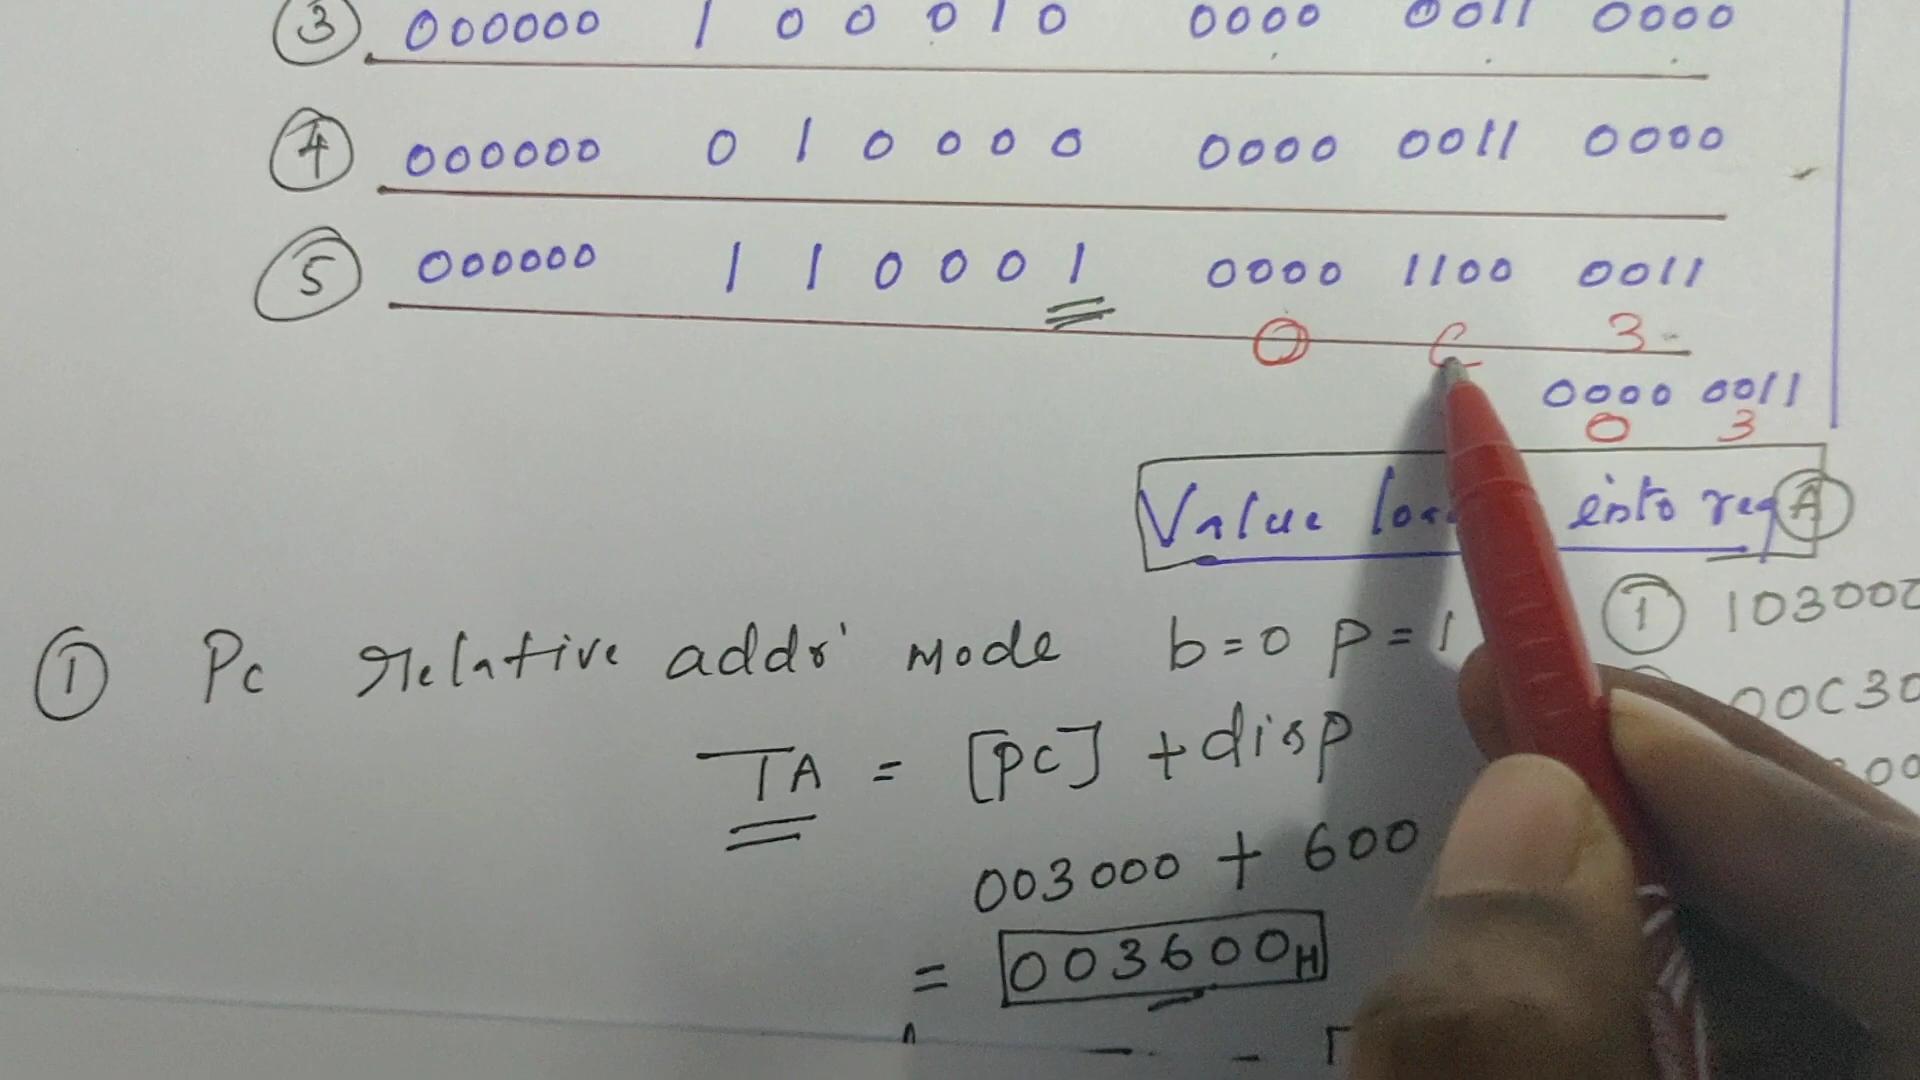 ③ 000000 1 0 0 0 1 0 0000 0011 0000
④ 000000 0 1 0 0 0 0 0000 0011 0000
⑤ 000000 1 1 0 0 0 1 0000 1100 0011
0 C 3
0000 0011
0 3
Value into reg A
① Pc relative addr' mode b=0 p=1
TA = [PC] + disp
003000 + 600
= 003600H
① 103000
00C30
00